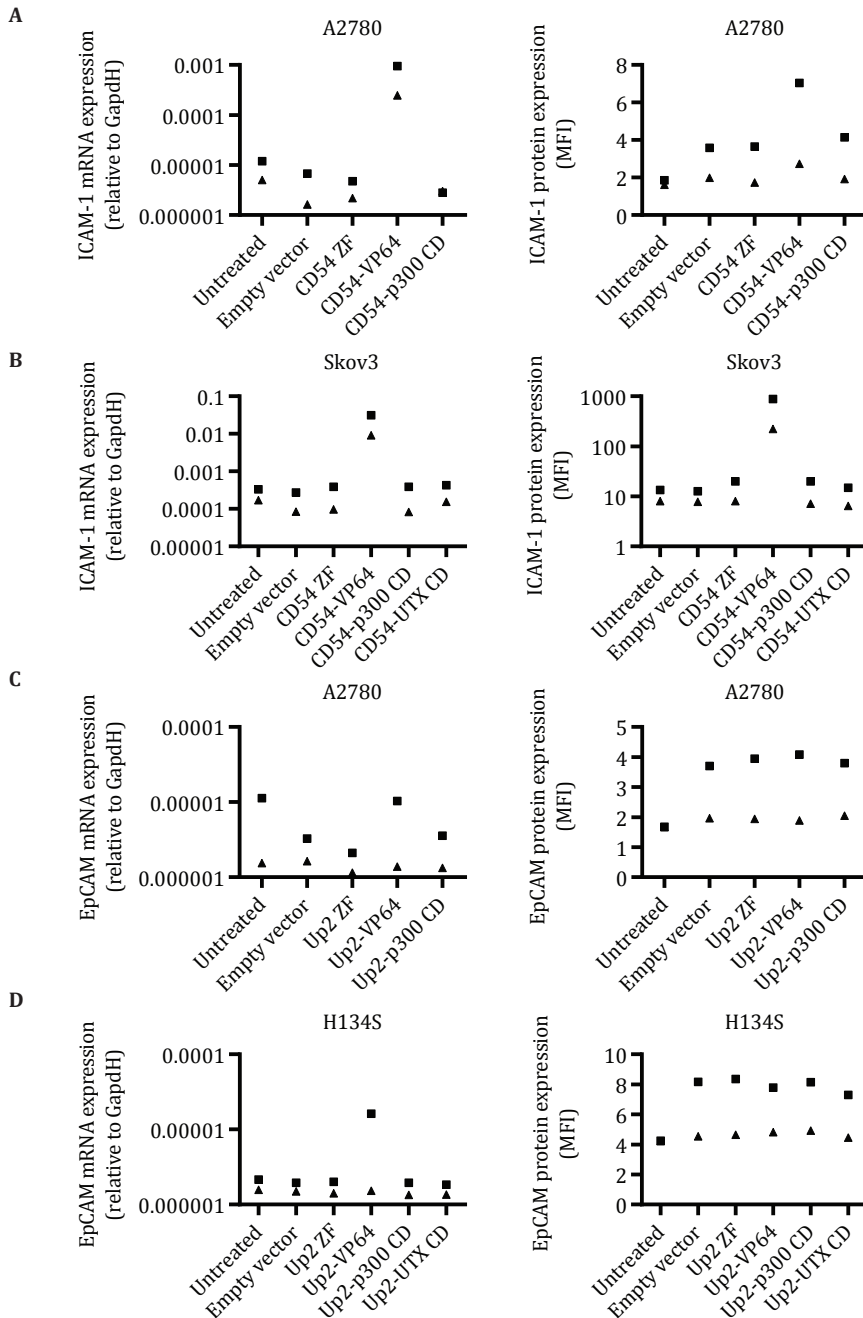 A
A2780
ICAM-1 mRNA expression
(relative to GapdH)
0.001
0.0001
0.00001
0.000001
Untreated
Empty vector
CD54 ZF
CD54-VP64
CD54-p300 CD
A2780
ICAM-1 protein expression
(MFI)
8
6
4
2
0
Untreated
Empty vector
CD54 ZF
CD54-VP64
CD54-p300 CD
B
Skov3
ICAM-1 mRNA expression
(relative to GapdH)
0.1
0.01
0.001
0.0001
0.00001
Untreated
Empty vector
CD54 ZF
CD54-VP64
CD54-p300 CD
CD54-UTX CD
Skov3
ICAM-1 protein expression
(MFI)
1000
100
10
1
Untreated
Empty vector
CD54 ZF
CD54-VP64
CD54-p300 CD
CD54-UTX CD
C
A2780
EpCAM mRNA expression
(relative to GapdH)
0.0001
0.00001
0.000001
Untreated
Empty vector
Up2 ZF
Up2-VP64
Up2-p300 CD
A2780
EpCAM protein expression
(MFI)
5
4
3
2
1
0
Untreated
Empty vector
Up2 ZF
Up2-VP64
Up2-p300 CD
D
H134S
EpCAM mRNA expression
(relative to GapdH)
0.0001
0.00001
0.000001
Untreated
Empty vector
Up2 ZF
Up2-VP64
Up2-p300 CD
Up2-UTX CD
H134S
EpCAM protein expression
(MFI)
10
8
6
4
2
0
Untreated
Empty vector
Up2 ZF
Up2-VP64
Up2-p300 CD
Up2-UTX CD